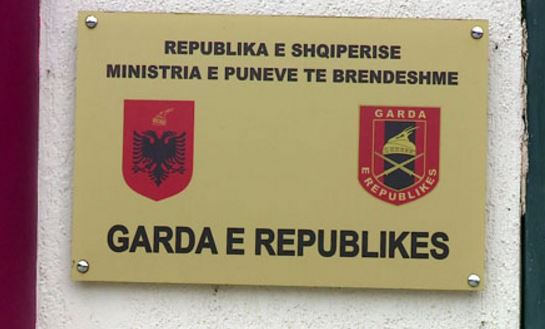 REPUBLIKA E SHQIPERISE
MINISTRIA E PUNEVE TE BRENDESHME
GARDA
E REPUBLIKES
GARDA E REPUBLIKES